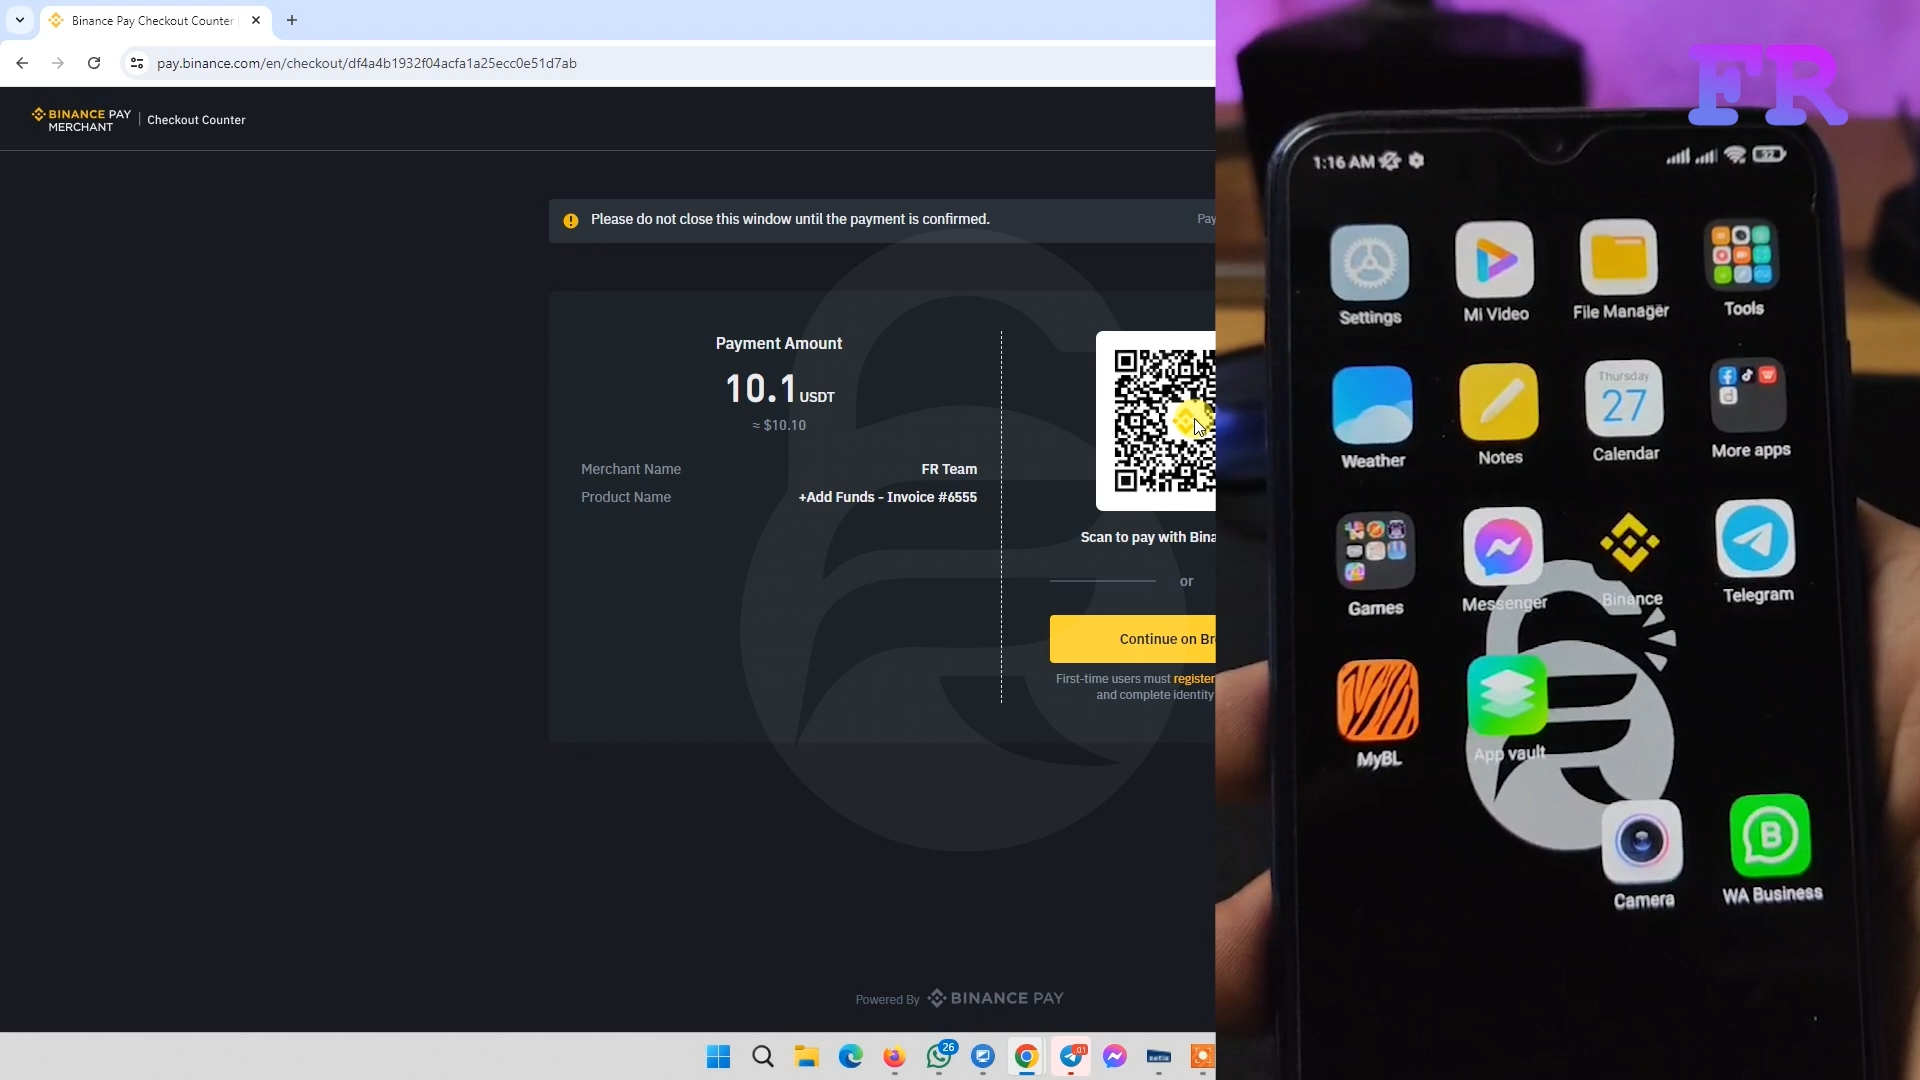 Binance Pay Checkout Counter
pay.binance.com/en/checkout/df4a4b1932f04acfa1a25ecc0e51d7ab
BINANCE PAY
MERCHANT
Checkout Counter
Please do not close this window until the payment is confirmed.
Pay
Payment Amount
10.1 USDT
≈ $10.10
Merchant Name FR Team
Product Name +Add Funds - Invoice #6555
Scan to pay with Bina
or
Continue on Br
First-time users must register
and complete identity
Powered By BINANCE PAY
26
01
FR
1:16 AM
32
Settings
Mi Video
File Manager
Tools
Weather
Notes
Thursday
27
Calendar
More apps
Games
Messenger
Binance
Telegram
MyBL
App vault
Camera
B
WA Business